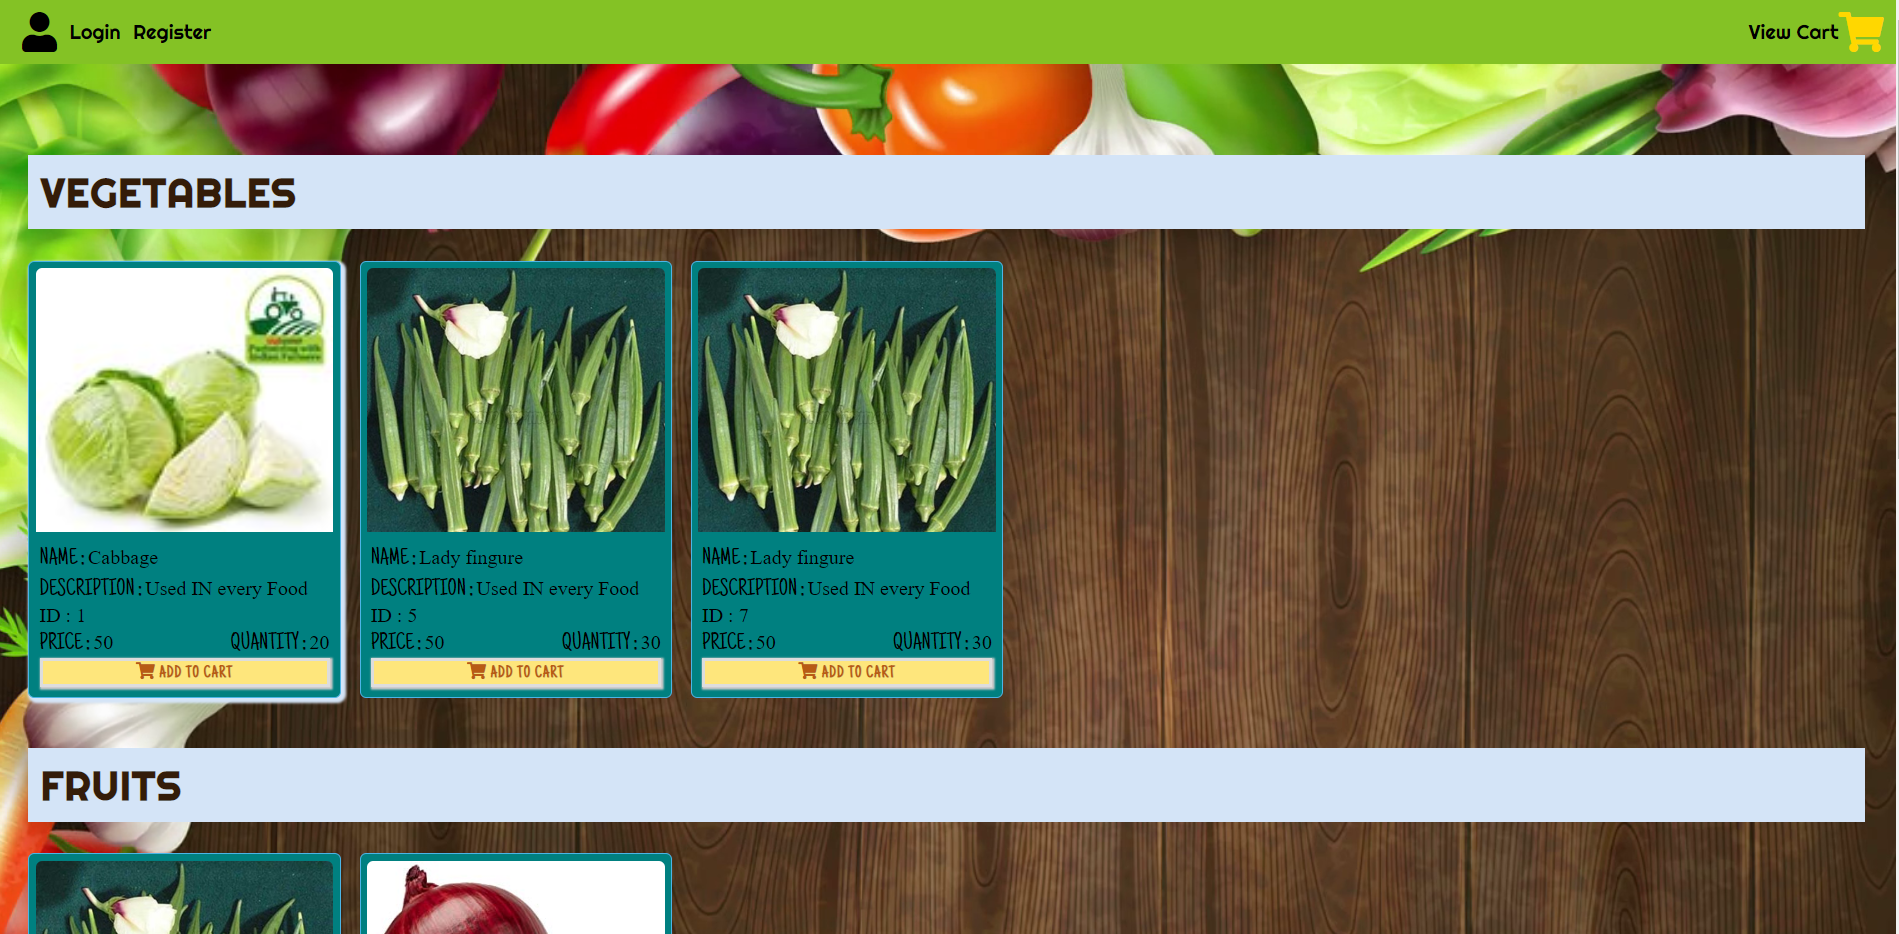 Login Register
View Cart
VEGETABLES
NAME:Cabbage
DESCRIPTION:Used IN every Food
ID : 1
PRICE:50 QUANTITY:20
ADD TO CART
NAME:Lady fingure
DESCRIPTION:Used IN every Food
ID : 5
PRICE:50 QUANTITY:30
ADD TO CART
NAME:Lady fingure
DESCRIPTION:Used IN every Food
ID : 7
PRICE:50 QUANTITY:30
ADD TO CART
FRUITS